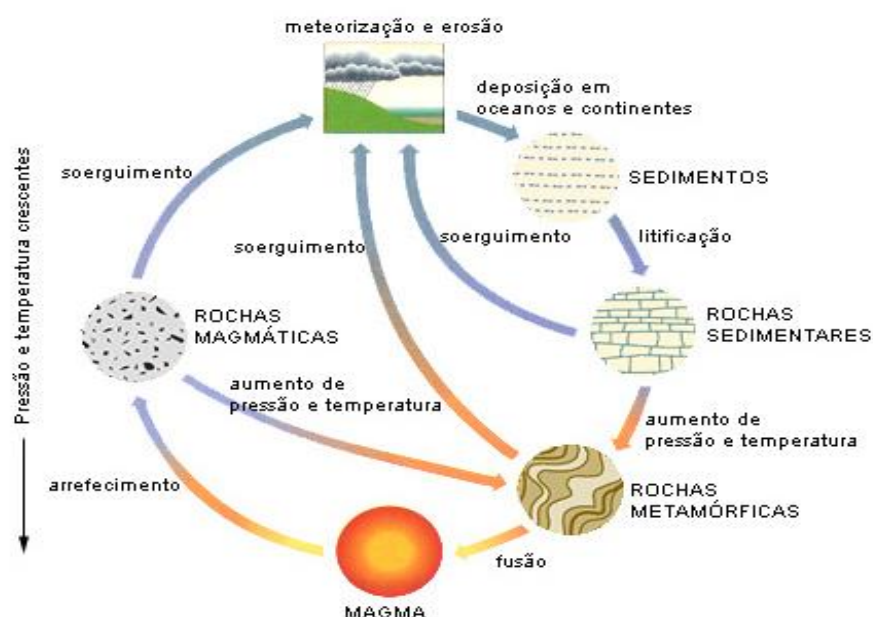 meteorização e erosão
deposição em
oceanos e continentes
SEDIMENTOS
litificação
ROCHAS
SEDIMENTARES
aumento de
pressão e temperatura
ROCHAS
METAMÓRFICAS
fusão
MAGMA
arrefecimento
ROCHAS
MAGMÁTICAS
aumento de
pressão e temperatura
soerguimento
soerguimento
soerguimento
Pressão e temperatura crescentes